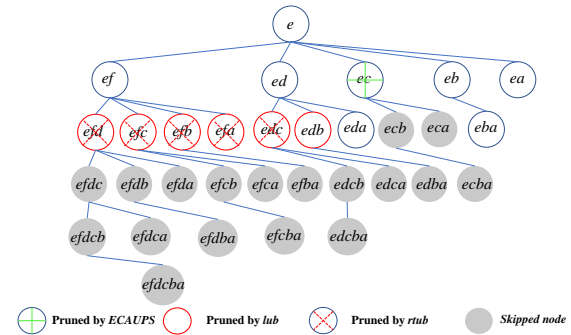 e
ef ed ec eb ea
efd efc efb efa edc edb eda ecb eca eba
efdc efdb efda efcb efca efba edcb edca edba ecba
efdcb efdca efdba efcba edcba
efdcba
Pruned by ECAUPS Pruned by lub Pruned by rtub Skipped node